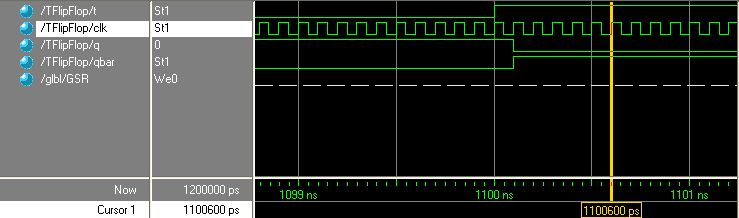 /TFlipFlop/t St1
/TFlipFlop/clk St1
/TFlipFlop/q 0
/TFlipFlop/qbar St1
/glbl/GSR We0
Now 1200000 ps 1099 ns 1100 ns 1101 ns
Cursor 1 1100600 ps 1100600 ps